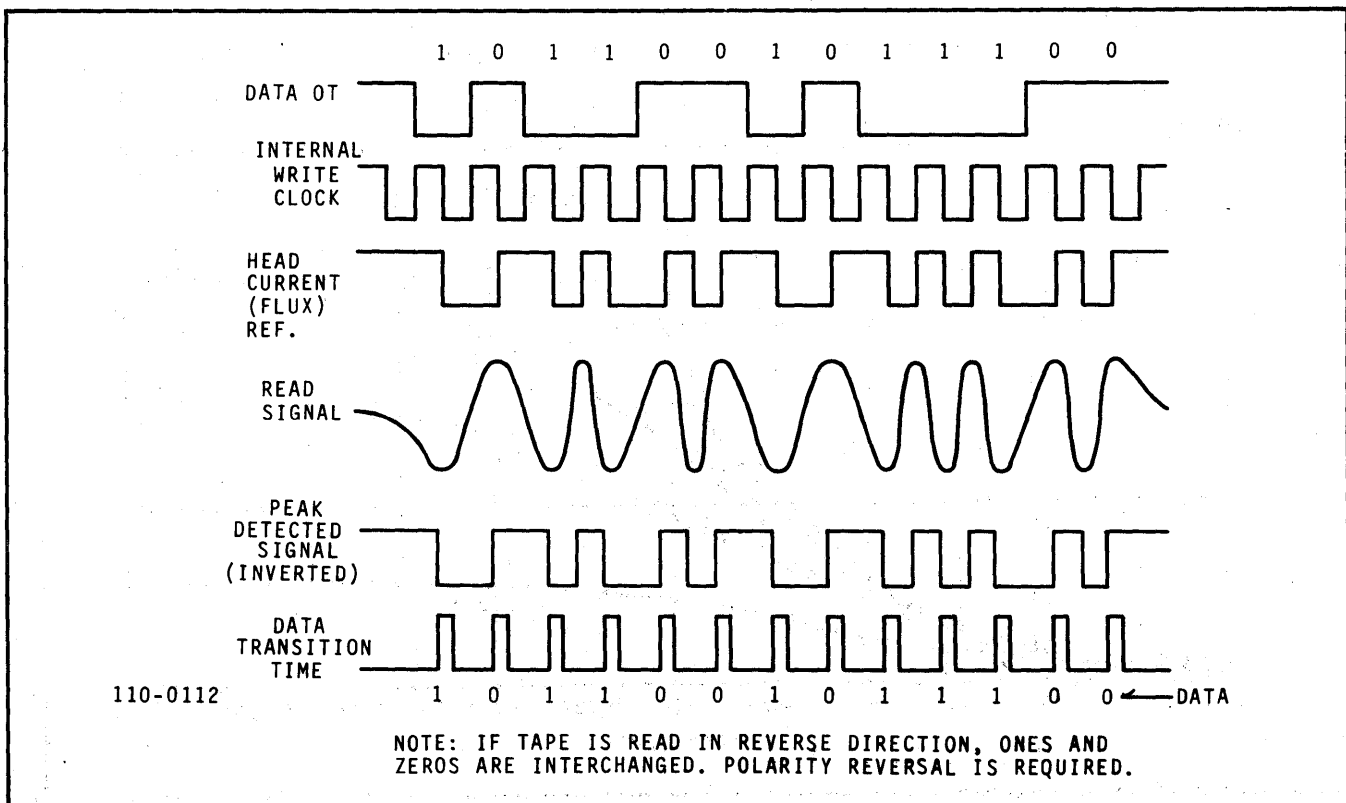 1 0 1 1 0 0 1 0 1 1 1 0 0
DATA OT
INTERNAL
WRITE
CLOCK
HEAD
CURRENT
(FLUX)
REF.
READ
SIGNAL
PEAK
DETECTED
SIGNAL
(INVERTED)
DATA
TRANSITION
TIME
110-0112
1 0 1 1 0 0 1 0 1 1 1 0 0 DATA
NOTE: IF TAPE IS READ IN REVERSE DIRECTION, ONES AND
ZEROS ARE INTERCHANGED. POLARITY REVERSAL IS REQUIRED.